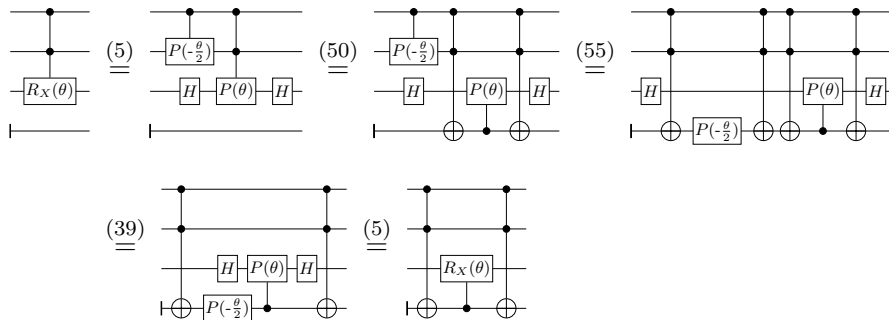 (5) (50) (55)
P(-θ/2) P(-θ/2)
R_X(θ) H P(θ) H H P(θ) H H P(θ) H
P(-θ/2)
(39) (5)
H P(θ) H R_X(θ)
P(-θ/2)